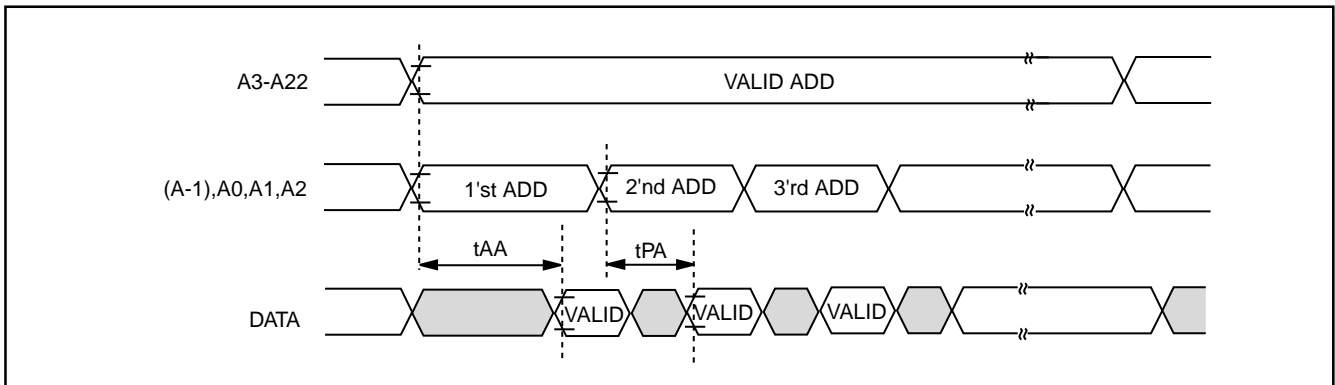 A3-A22
VALID ADD
(A-1),A0,A1,A2
1'st ADD
2'nd ADD
3'rd ADD
tAA
tPA
DATA
VALID
VALID
VALID